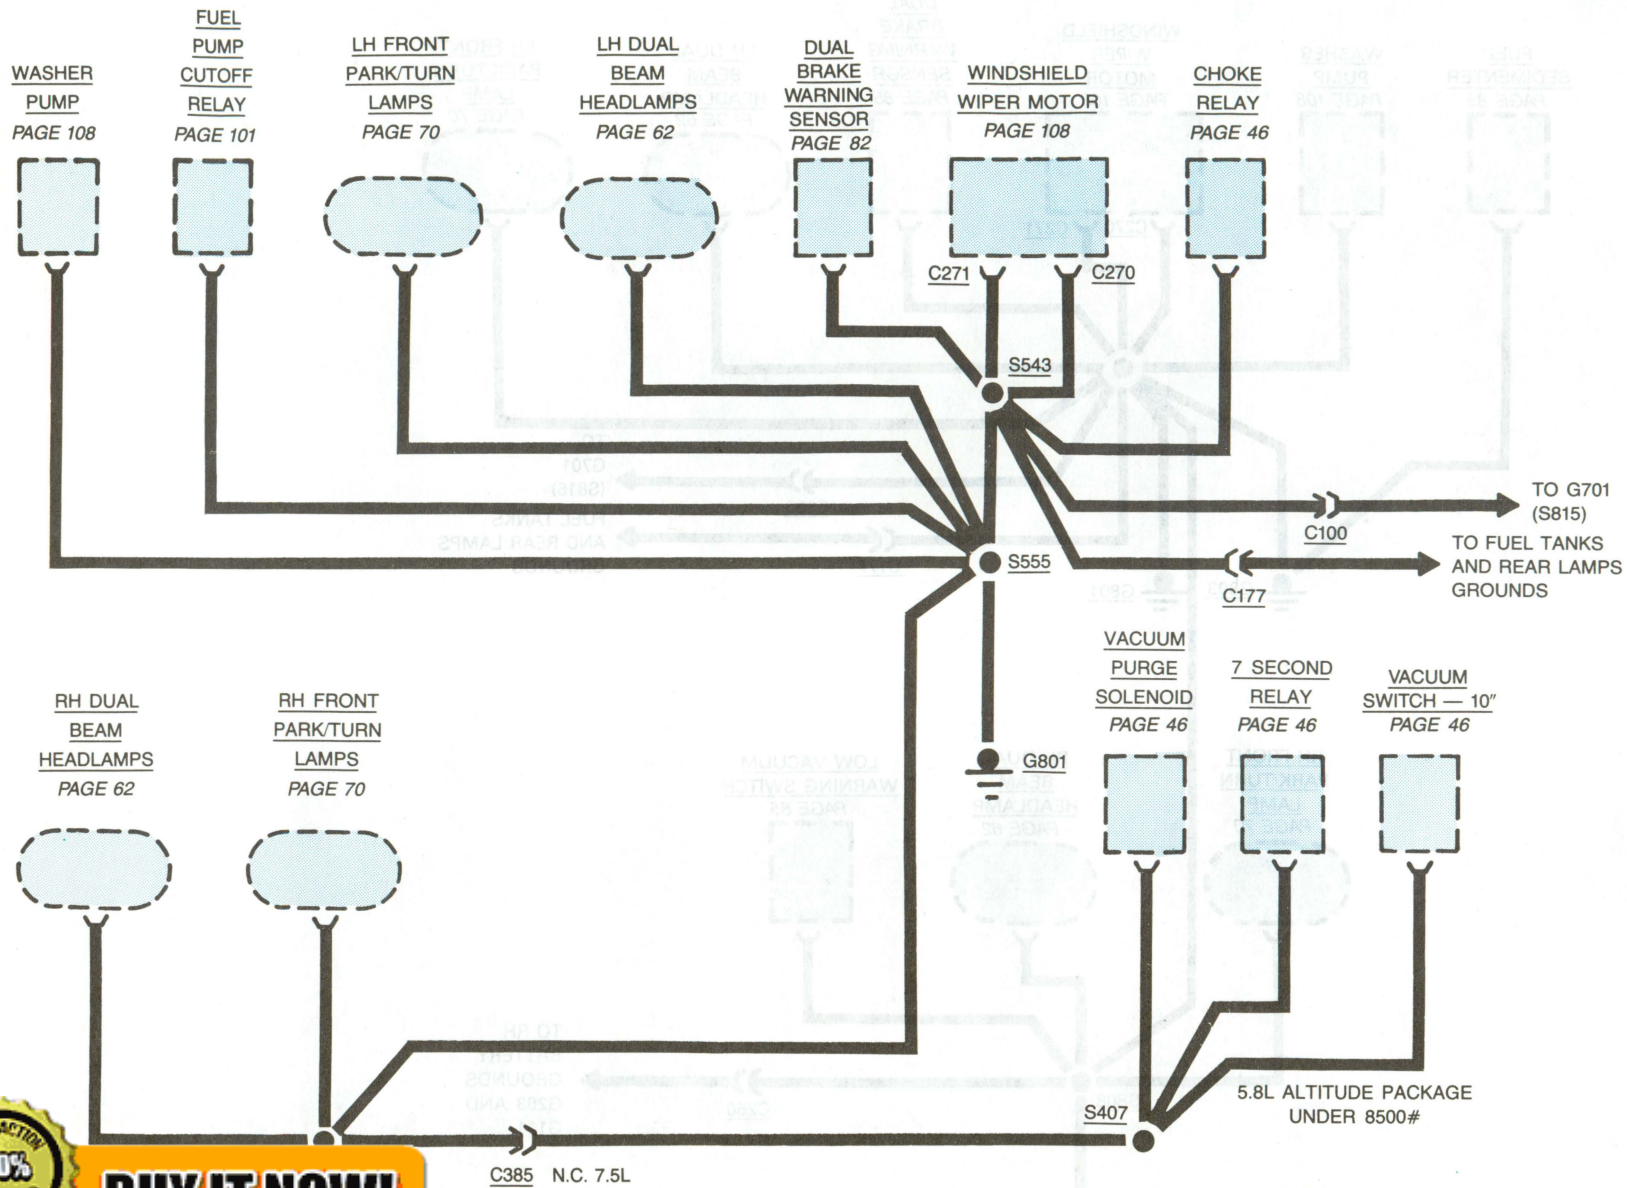 WASHER
PUMP
PAGE 108
FUEL
PUMP
CUTOFF
RELAY
PAGE 101
LH FRONT
PARK/TURN
LAMPS
PAGE 70
LH DUAL
BEAM
HEADLAMPS
PAGE 62
DUAL
BRAKE
WARNING
SENSOR
PAGE 82
WINDSHIELD
WIPER MOTOR
PAGE 108
CHOKE
RELAY
PAGE 46
C271
C270
S543
TO G701
(S815)
C100
S555
TO FUEL TANKS
AND REAR LAMPS
GROUNDS
C177
G801
RH DUAL
BEAM
HEADLAMPS
PAGE 62
RH FRONT
PARK/TURN
LAMPS
PAGE 70
VACUUM
PURGE
SOLENOID
PAGE 46
7 SECOND
RELAY
PAGE 46
VACUUM
SWITCH — 10″
PAGE 46
5.8L ALTITUDE PACKAGE
UNDER 8500#
S407
C385 N.C. 7.5L
BUY IT NOW!